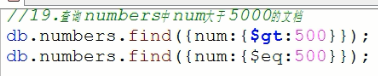 //19.查询numbers中num大于5000的文档
db.numbers.find({num:{$gt:500}});
db.numbers.find({num:{$eq:500}});